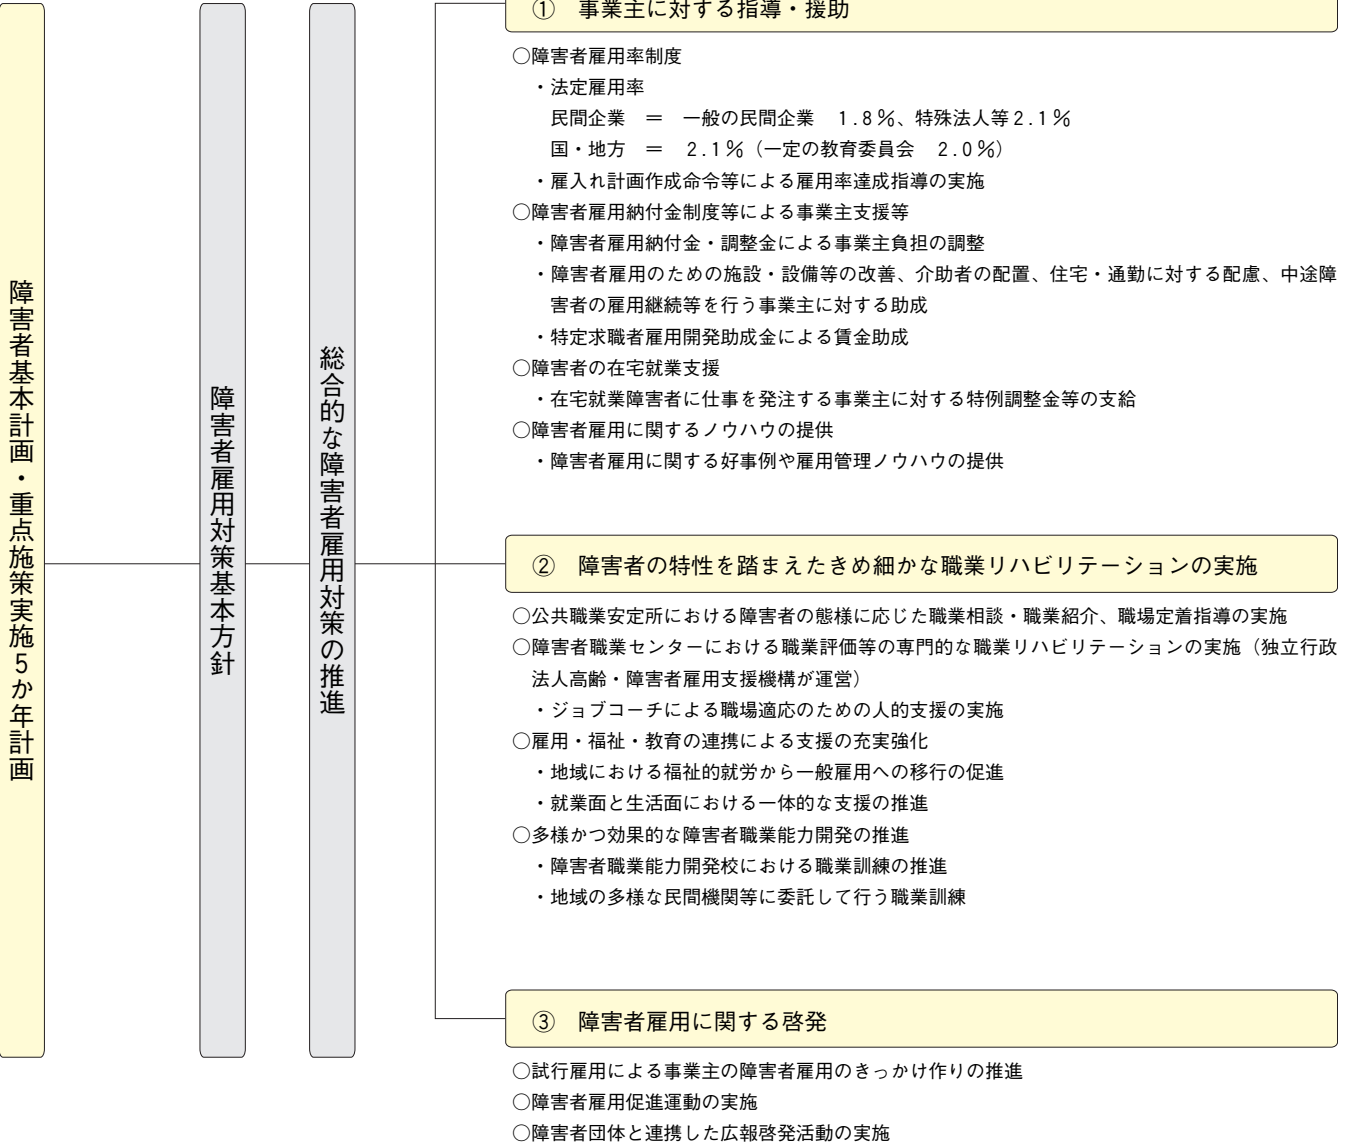 障害者基本計画・重点施策実施5か年計画
障害者雇用対策基本方針
総合的な障害者雇用対策の推進
① 事業主に対する指導・援助
○障害者雇用率制度
・法定雇用率
民間企業 ＝ 一般の民間企業 1.8％、特殊法人等2.1％
国・地方 ＝ 2.1％（一定の教育委員会 2.0％）
・雇入れ計画作成命令等による雇用率達成指導の実施
○障害者雇用納付金制度等による事業主支援等
・障害者雇用納付金・調整金による事業主負担の調整
・障害者雇用のための施設・設備等の改善、介助者の配置、住宅・通勤に対する配慮、中途障
害者の雇用継続等を行う事業主に対する助成
・特定求職者雇用開発助成金による賃金助成
○障害者の在宅就業支援
・在宅就業障害者に仕事を発注する事業主に対する特例調整金等の支給
○障害者雇用に関するノウハウの提供
・障害者雇用に関する好事例や雇用管理ノウハウの提供
② 障害者の特性を踏まえたきめ細かな職業リハビリテーションの実施
○公共職業安定所における障害者の態様に応じた職業相談・職業紹介、職場定着指導の実施
○障害者職業センターにおける職業評価等の専門的な職業リハビリテーションの実施（独立行政
法人高齢・障害者雇用支援機構が運営）
・ジョブコーチによる職場適応のための人的支援の実施
○雇用・福祉・教育の連携による支援の充実強化
・地域における福祉的就労から一般雇用への移行の促進
・就業面と生活面における一体的な支援の推進
○多様かつ効果的な障害者職業能力開発の推進
・障害者職業能力開発校における職業訓練の推進
・地域の多様な民間機関等に委託して行う職業訓練
③ 障害者雇用に関する啓発
○試行雇用による事業主の障害者雇用のきっかけ作りの推進
○障害者雇用促進運動の実施
○障害者団体と連携した広報啓発活動の実施